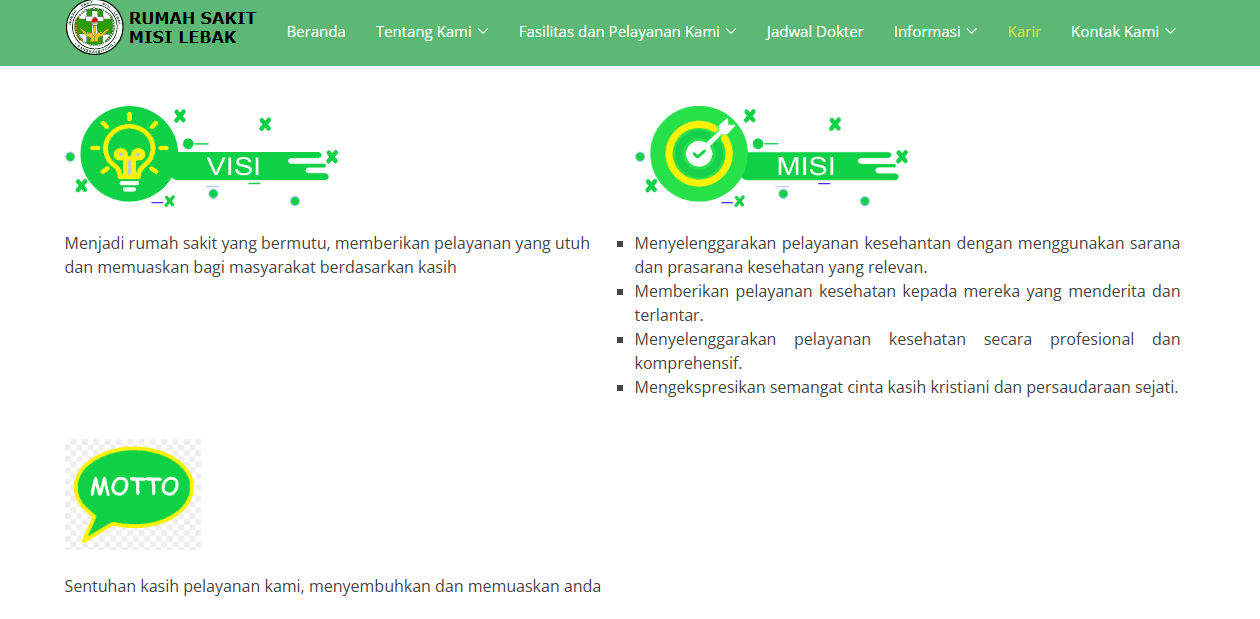 RUMAH SAKIT
MISI LEBAK
Beranda
Tentang Kami
Fasilitas dan Pelayanan Kami
Jadwal Dokter
Informasi
Karir
Kontak Kami
VISI
Menjadi rumah sakit yang bermutu, memberikan pelayanan yang utuh
dan memuaskan bagi masyarakat berdasarkan kasih
MISI
Menyelenggarakan pelayanan kesehantan dengan menggunakan sarana
dan prasarana kesehatan yang relevan.
Memberikan pelayanan kesehatan kepada mereka yang menderita dan
terlantar.
Menyelenggarakan pelayanan kesehatan secara profesional dan
komprehensif.
Mengekspresikan semangat cinta kasih kristiani dan persaudaraan sejati.
MOTTO
Sentuhan kasih pelayanan kami, menyembuhkan dan memuaskan anda